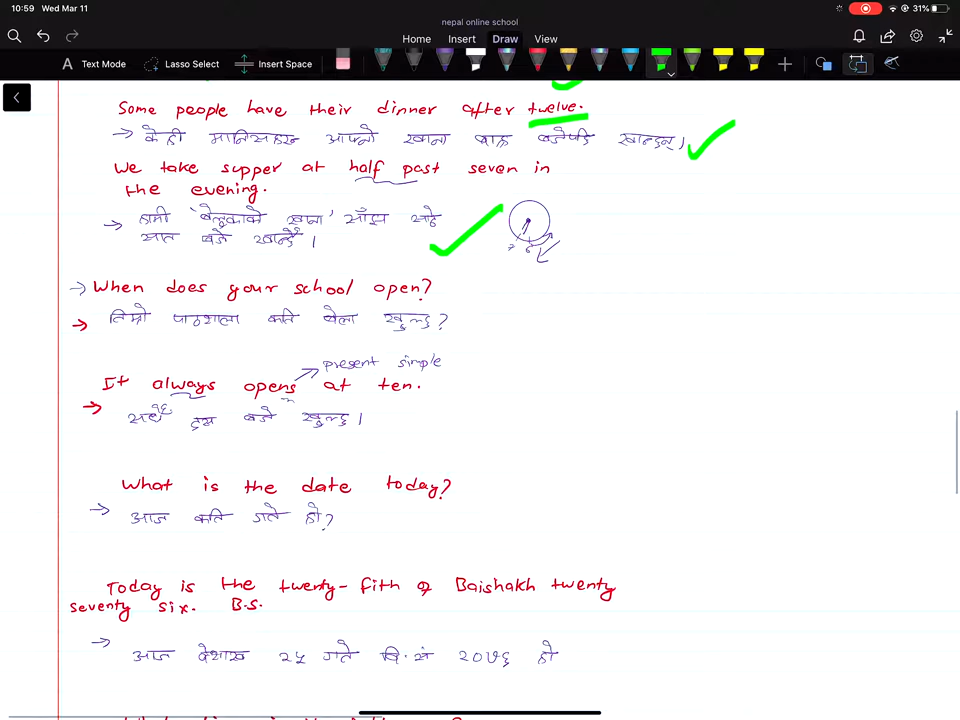 10:59 Wed Mar 11
31%
nepal online school
Home Insert Draw View
Text Mode Lasso Select Insert Space
Some people have their dinner after twelve.
→ केही मानिसहरू आफ्नो खाना बाह्र बजेपछि खान्छन्।
We take supper at half past seven in
the evening.
→ हामी 'बेलुकाको खाना' साँझ साढे
सात बजे खान्छौं।
7 6
→ When does your school open?
→ तिम्रो पाठशाला कति बेला खुल्छ?
present simple
It always opens at ten.
→ सधैं दस बजे खुल्छ।
What is the date today?
→ आज कति गते हो?
Today is the twenty-fith of Baishakh twenty
seventy six. B.S.
→ आज वैशाख २५ गते वि.सं २०७६ हो